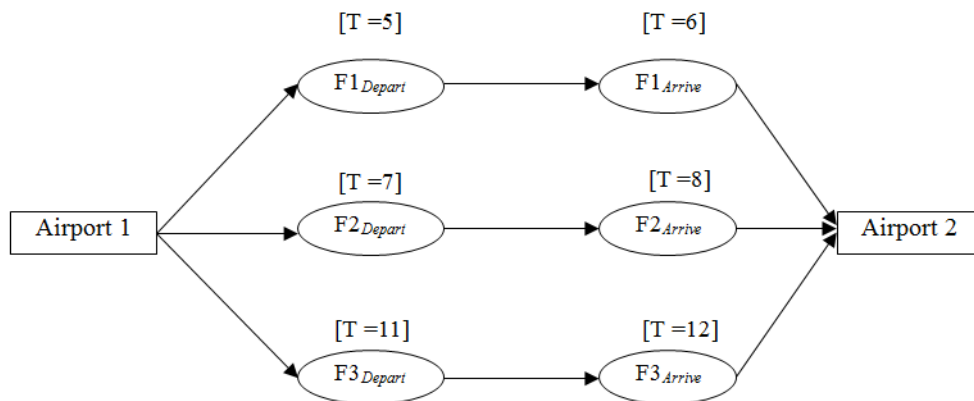 [T =5] [T =6]
F1Depart F1Arrive
[T =7] [T =8]
Airport 1 F2Depart F2Arrive Airport 2
[T =11] [T =12]
F3Depart F3Arrive